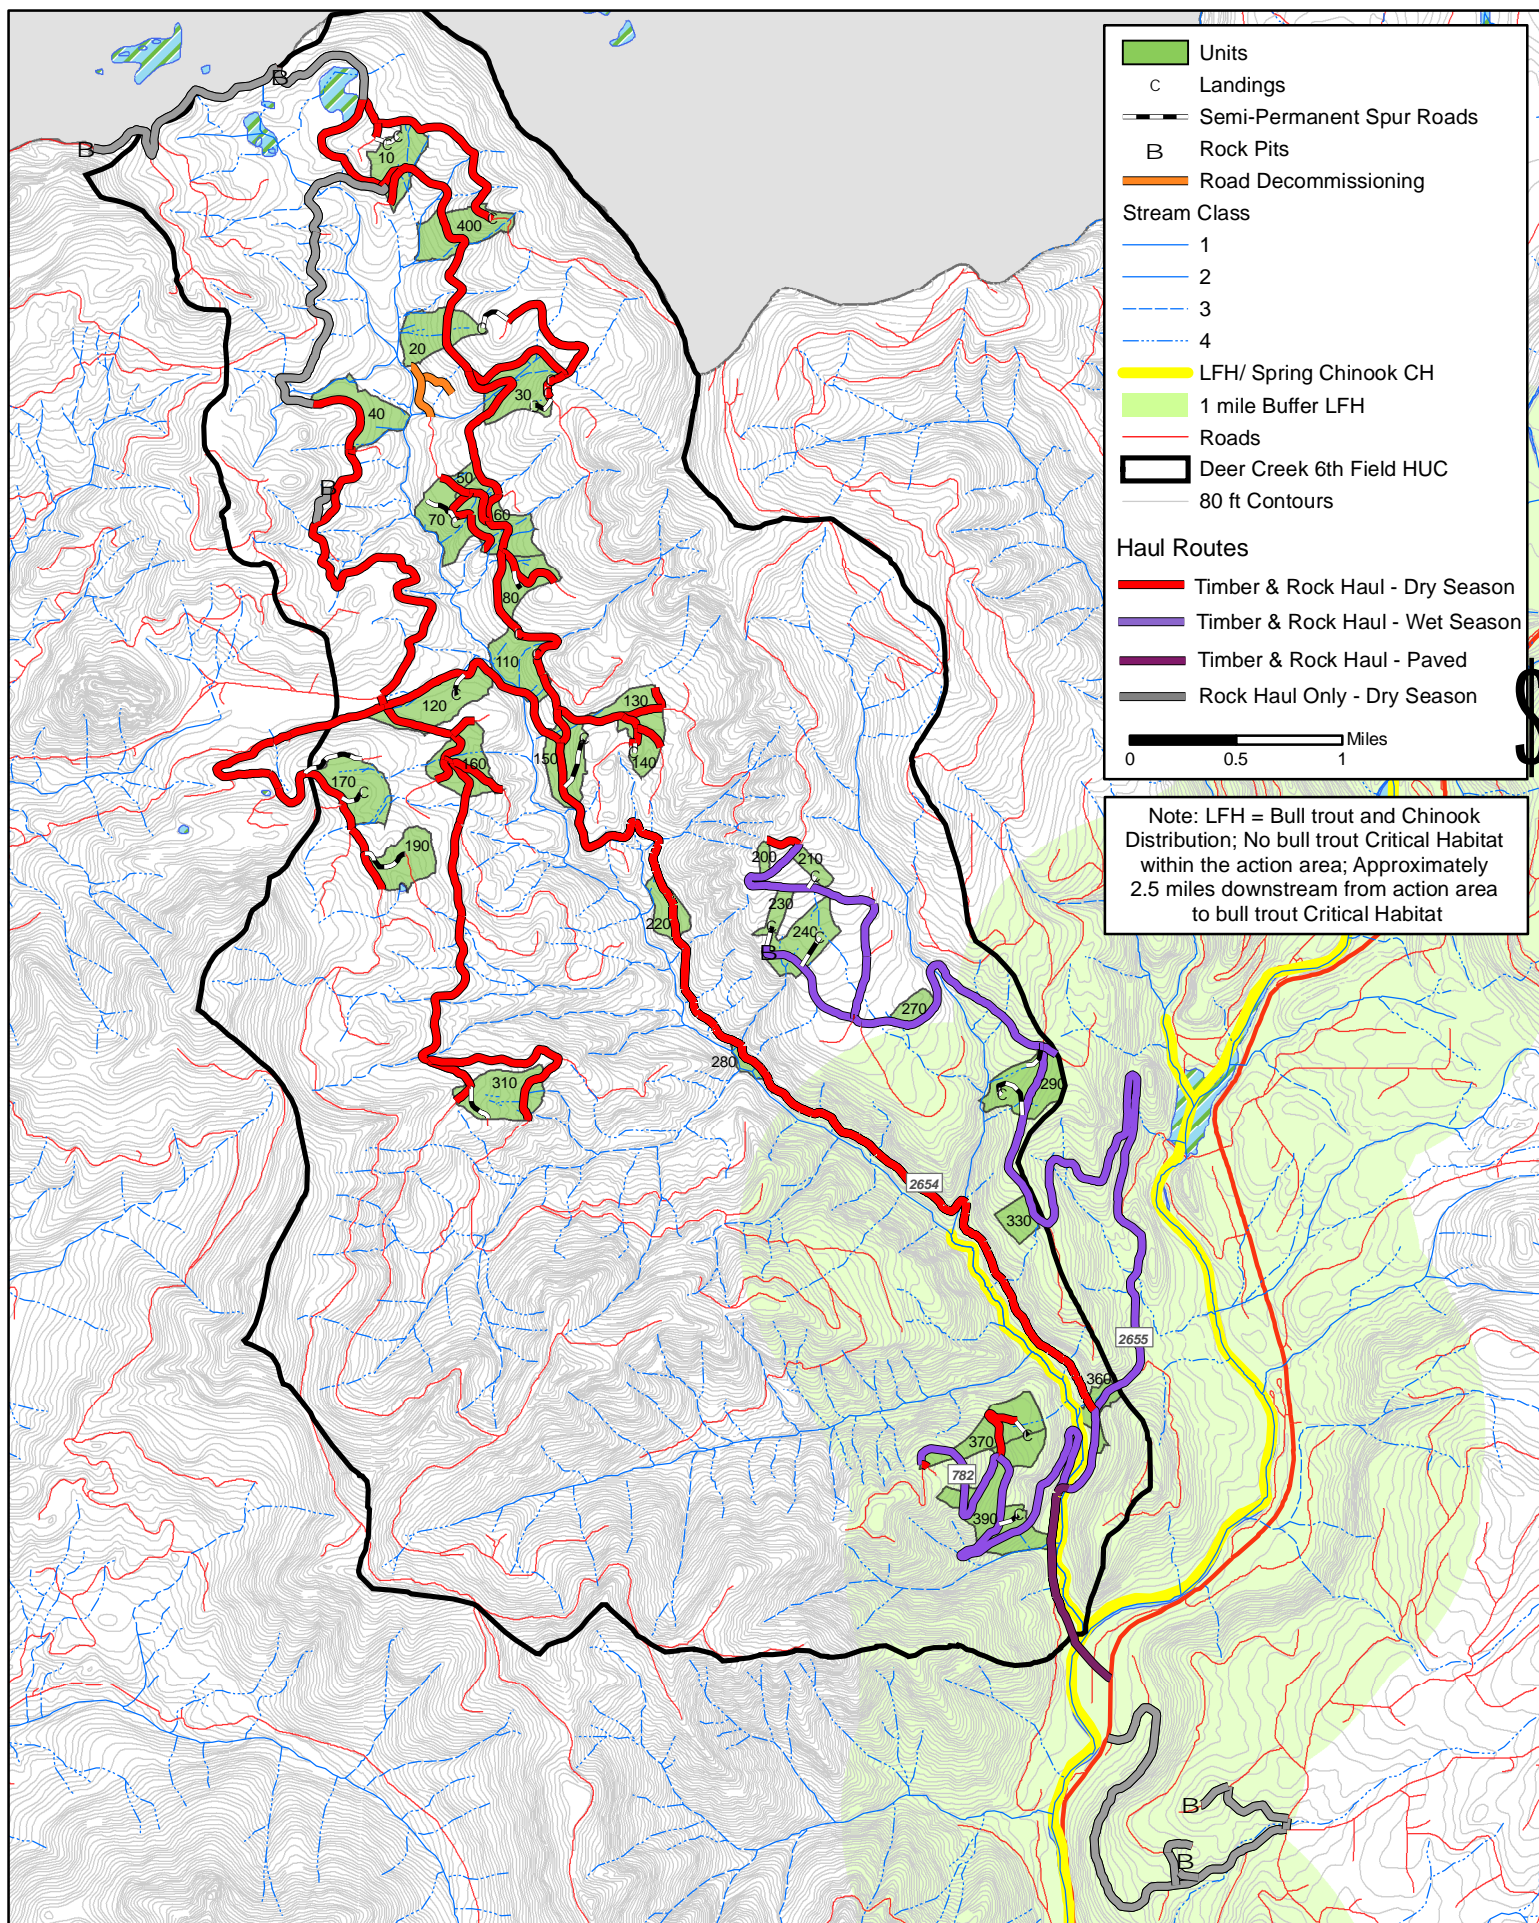 Units
C Landings
Semi-Permanent Spur Roads
B Rock Pits
Road Decommissioning
Stream Class
1
2
3
4
LFH/ Spring Chinook CH
1 mile Buffer LFH
Roads
Deer Creek 6th Field HUC
80 ft Contours
Haul Routes
Timber & Rock Haul - Dry Season
Timber & Rock Haul - Wet Season
Timber & Rock Haul - Paved
Rock Haul Only - Dry Season
Miles
0 0.5 1
$
Note: LFH = Bull trout and Chinook
Distribution; No bull trout Critical Habitat
within the action area; Approximately
2.5 miles downstream from action area
to bull trout Critical Habitat
B
B
C
C
10
400
C
C
20
30
C
40
B
50
70
C
60
80
110
C
120
C
130
C
140
150
C
160
170
C
190
C
200
210
C
230
C
240
C
B
220
270
280
290
C
310
C
2654
330
2655
360
370
C
782
390
C
B
B